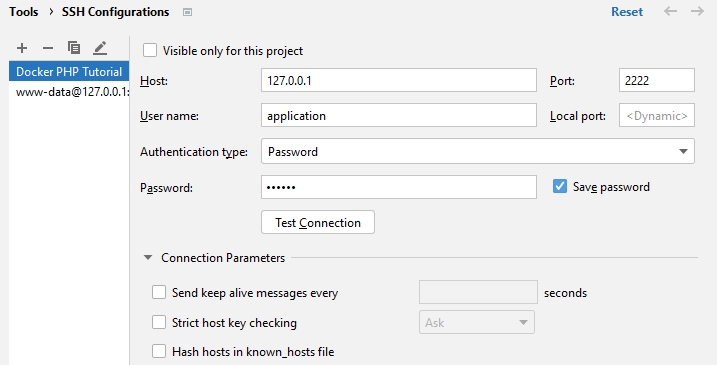 Tools > SSH Configurations Reset
Visible only for this project
Docker PHP Tutorial
www-data@127.0.0.1:
Host: 127.0.0.1 Port: 2222
User name: application Local port: <Dynamic>
Authentication type: Password
Password: •••••• Save password
Test Connection
Connection Parameters
Send keep alive messages every seconds
Strict host key checking Ask
Hash hosts in known_hosts file